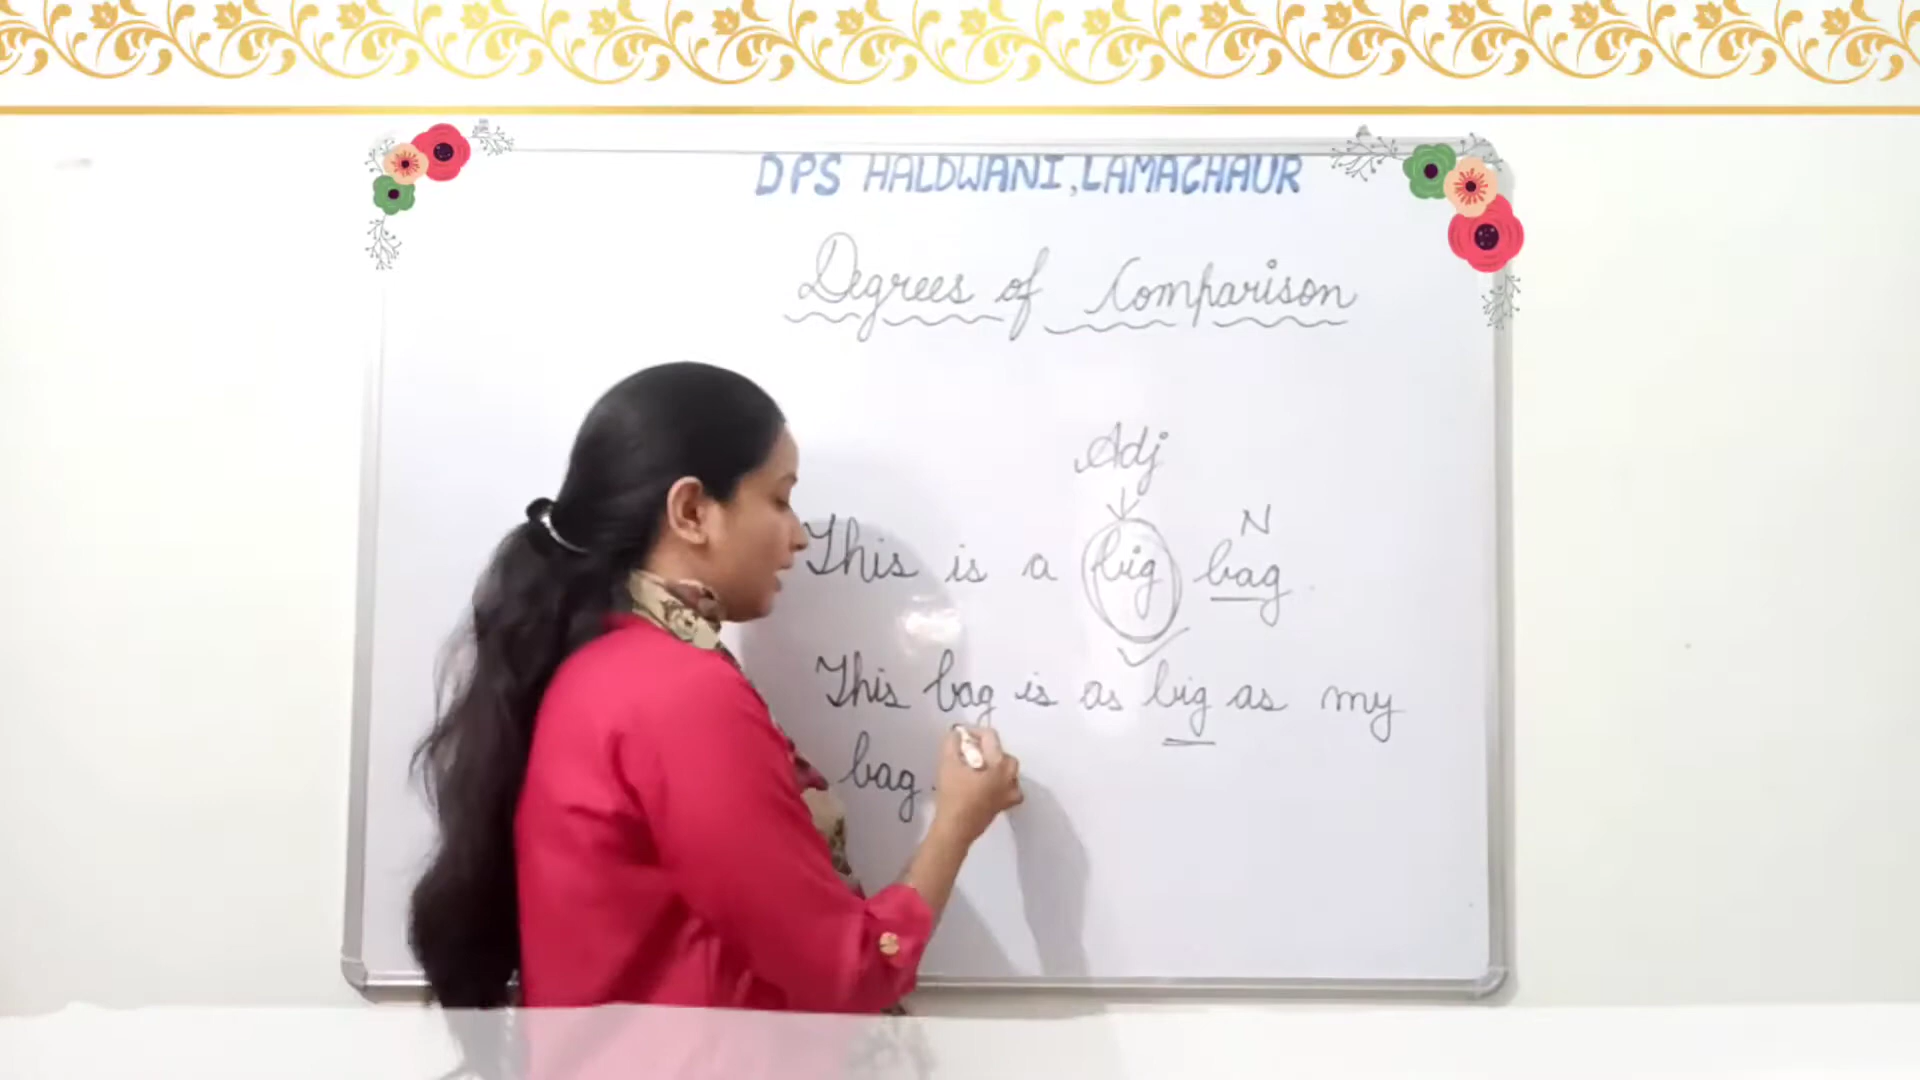 DPS HALDWANI, LAMACHAUR
Degrees of Comparison
Adj
N
This is a big bag.
This bag is as big as my
bag.